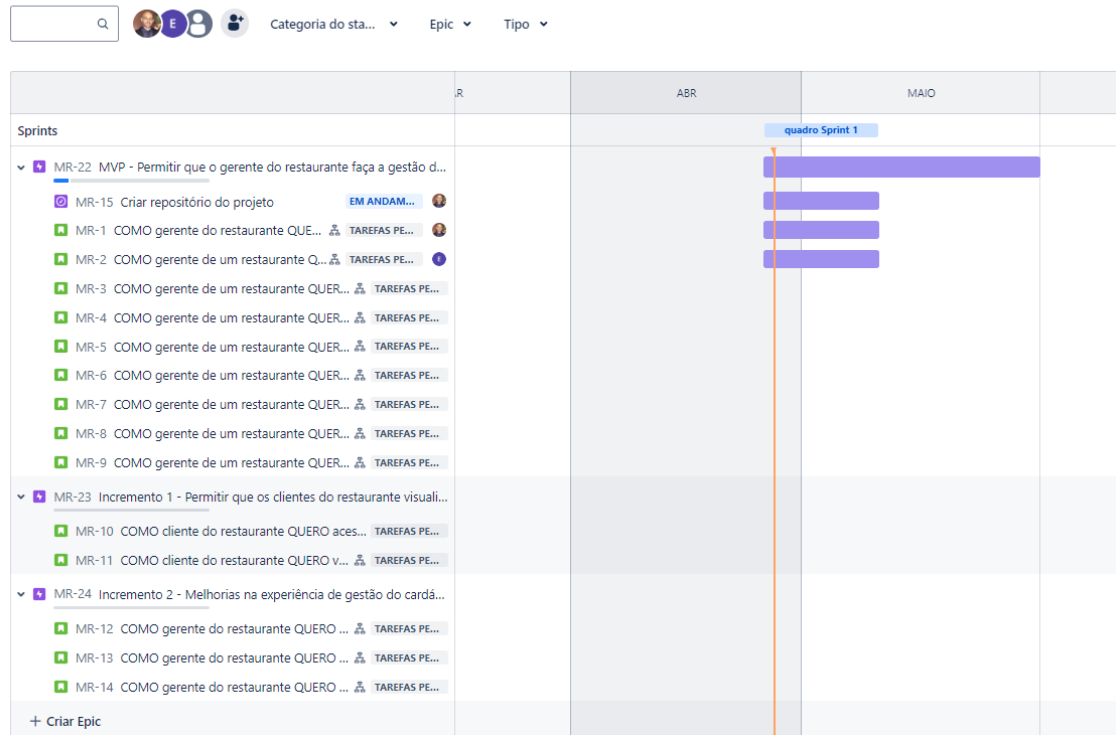 E
Categoria do sta... Epic Tipo
AR ABR MAIO
Sprints quadro Sprint 1
MR-22 MVP - Permitir que o gerente do restaurante faça a gestão d...
MR-15 Criar repositório do projeto EM ANDAM...
MR-1 COMO gerente do restaurante QUE... TAREFAS PE...
MR-2 COMO gerente de um restaurante Q... TAREFAS PE... E
MR-3 COMO gerente de um restaurante QUER... TAREFAS PE...
MR-4 COMO gerente de um restaurante QUER... TAREFAS PE...
MR-5 COMO gerente de um restaurante QUER... TAREFAS PE...
MR-6 COMO gerente de um restaurante QUER... TAREFAS PE...
MR-7 COMO gerente de um restaurante QUER... TAREFAS PE...
MR-8 COMO gerente de um restaurante QUER... TAREFAS PE...
MR-9 COMO gerente de um restaurante QUER... TAREFAS PE...
MR-23 Incremento 1 - Permitir que os clientes do restaurante visuali...
MR-10 COMO cliente do restaurante QUERO aces... TAREFAS PE...
MR-11 COMO cliente do restaurante QUERO v... TAREFAS PE...
MR-24 Incremento 2 - Melhorias na experiência de gestão do cardá...
MR-12 COMO gerente do restaurante QUERO ... TAREFAS PE...
MR-13 COMO gerente do restaurante QUERO ... TAREFAS PE...
MR-14 COMO gerente do restaurante QUERO ... TAREFAS PE...
+ Criar Epic